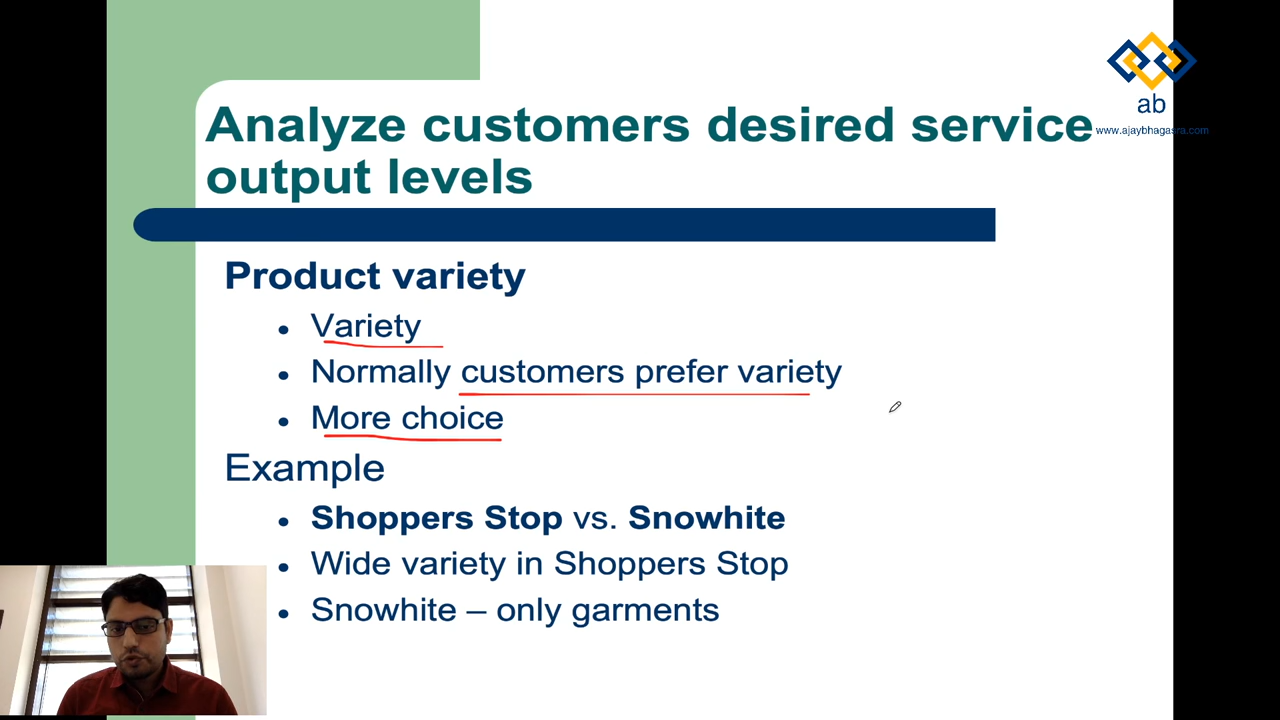 ab
www.ajaybhagasra.com
Analyze customers desired service
output levels
Product variety
• Variety
• Normally customers prefer variety
• More choice
Example
• Shoppers Stop vs. Snowhite
• Wide variety in Shoppers Stop
• Snowhite – only garments